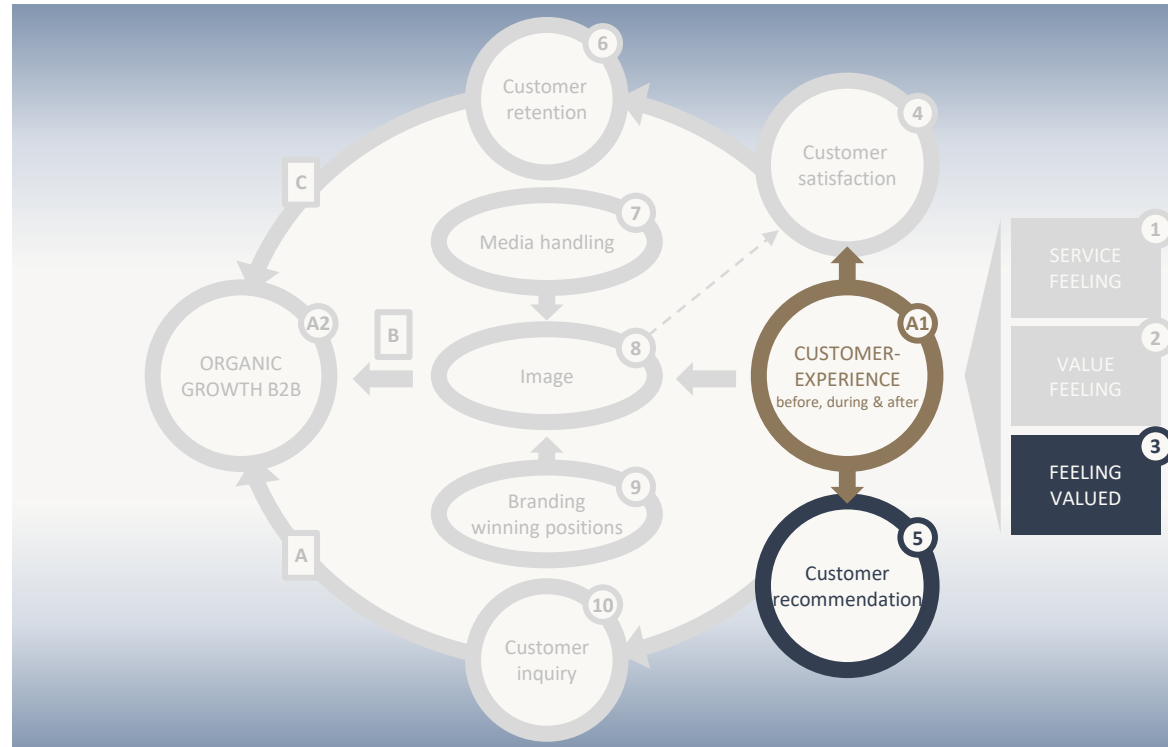 6
Customer
retention
4
Customer
satisfaction
C
7
Media handling
1
SERVICE
FEELING
A2
ORGANIC
GROWTH B2B
B
8
Image
A1
CUSTOMER-
EXPERIENCE
before, during & after
2
VALUE
FEELING
3
FEELING
VALUED
9
Branding
winning positions
5
Customer
recommendation
A
10
Customer
inquiry